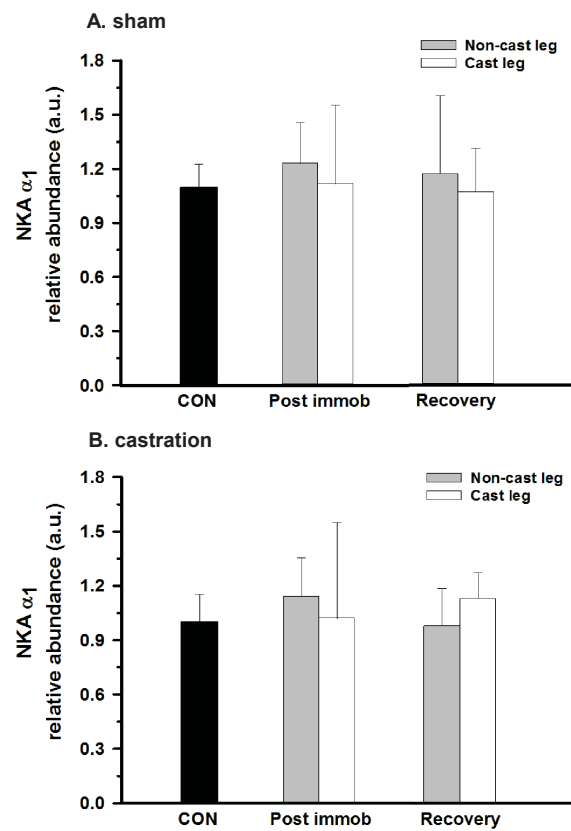 A. sham
Non-cast leg
Cast leg
1.8
1.5
1.2
0.9
0.6
0.3
0.0
NKA α1
relative abundance (a.u.)
CON Post immob Recovery
B. castration
Non-cast leg
Cast leg
1.8
1.5
1.2
0.9
0.6
0.3
0.0
NKA α1
relative abundance (a.u.)
CON Post immob Recovery